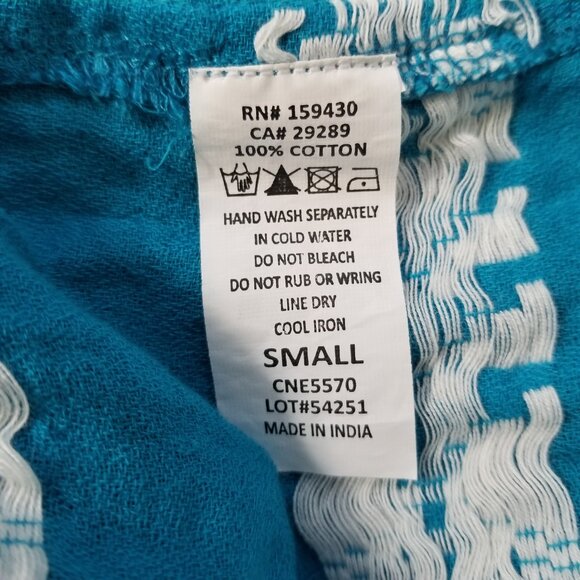 RN# 159430
CA# 29289
100% COTTON
HAND WASH SEPARATELY
IN COLD WATER
DO NOT BLEACH
DO NOT RUB OR WRING
LINE DRY
COOL IRON
SMALL
CNE5570
LOT#54251
MADE IN INDIA